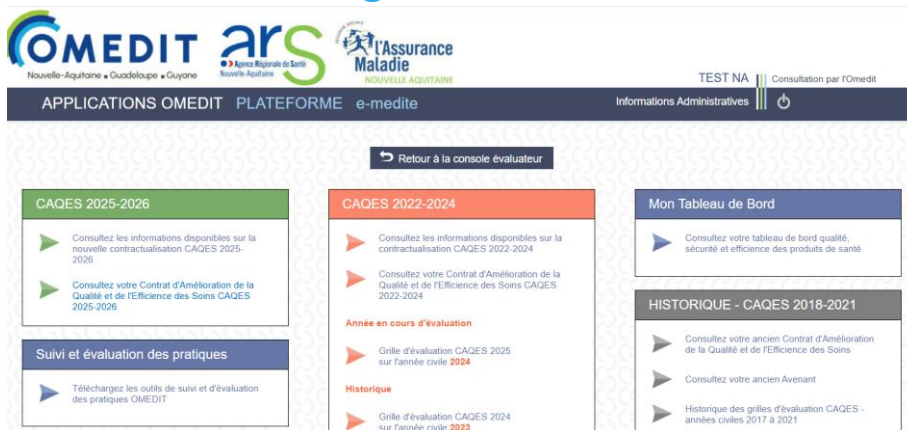 OMEDIT
Nouvelle-Aquitaine Guadeloupe Guyane
ars
Agence Régionale de Santé
Nouvelle-Aquitaine
l'Assurance
Maladie
NOUVELLE AQUITAINE
TEST NA
Consultation par l'Omedit
APPLICATIONS OMEDIT PLATEFORME e-medite
Informations Administratives
Retour à la console évaluateur
CAQES 2025-2026
Consultez les informations disponibles sur la
nouvelle contractualisation CAQES 2025-
2026
Consultez votre Contrat d'Amélioration de la
Qualité et de l'Efficience des Soins CAQES
2025-2026
Suivi et évaluation des pratiques
Téléchargez les outils de suivi et d'évaluation
des pratiques OMEDIT
CAQES 2022-2024
Consultez les informations disponibles sur la
contractualisation CAQES 2022-2024
Consultez votre Contrat d'Amélioration de la
Qualité et de l'Efficience des Soins CAQES
2022-2024
Année en cours d'évaluation
Grille d'évaluation CAQES 2025
sur l'année civile 2024
Historique
Grille d'évaluation CAQES 2024
sur l'année civile 2023
Mon Tableau de Bord
Consultez votre tableau de bord qualité,
sécurité et efficience des produits de santé
HISTORIQUE - CAQES 2018-2021
Consultez votre ancien Contrat d'Amélioration
de la Qualité et de l'Efficience des Soins
Consultez votre ancien Avenant
Historique des grilles d'évaluation CAQES -
années civiles 2017 à 2021